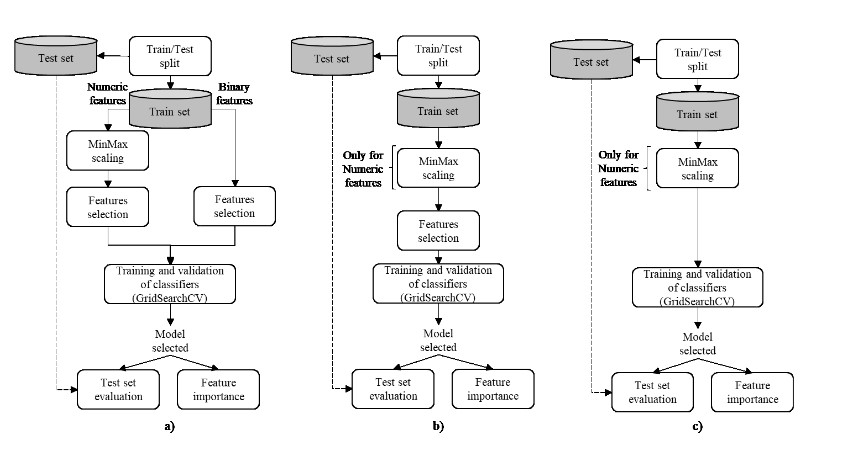 Test set
Train/Test
split
Numeric
features
Binary
features
Train set
MinMax
scaling
Features
selection
Features
selection
Training and validation
of classifiers
(GridSearchCV)
Model
selected
Test set
evaluation
Feature
importance
a)
Test set
Train/Test
split
Train set
Only for
Numeric
features
MinMax
scaling
Features
selection
Training and validation
of classifiers
(GridSearchCV)
Model
selected
Test set
evaluation
Feature
importance
b)
Test set
Train/Test
split
Train set
Only for
Numeric
features
MinMax
scaling
Training and validation
of classifiers
(GridSearchCV)
Model
selected
Test set
evaluation
Feature
importance
c)